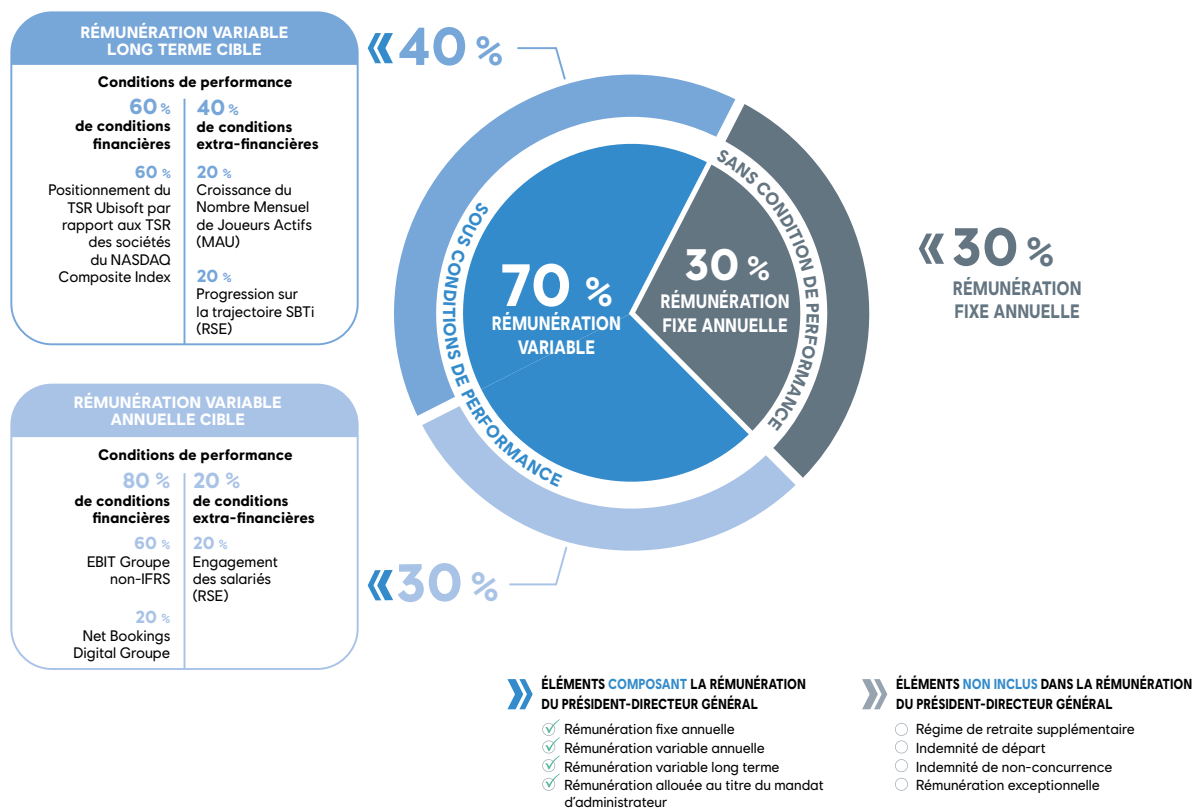 RÉMUNÉRATION VARIABLE
LONG TERME CIBLE
Conditions de performance
60 %
de conditions
financières
60 %
Positionnement du
TSR Ubisoft par
rapport aux TSR
des sociétés
du NASDAQ
Composite Index
40 %
de conditions
extra-financières
20 %
Croissance du
Nombre Mensuel
de Joueurs Actifs
(MAU)
20 %
Progression sur
la trajectoire SBTi
(RSE)
40 %
RÉMUNÉRATION VARIABLE
ANNUELLE CIBLE
Conditions de performance
80 %
de conditions
financières
60 %
EBIT Groupe
non-IFRS
20 %
Net Bookings
Digital Groupe
20 %
de conditions
extra-financières
20 %
Engagement
des salariés
(RSE)
30 %
SOUS CONDITIONS DE PERFORMANCE
70 %
RÉMUNÉRATION
VARIABLE
SANS CONDITION DE PERFORMANCE
30 %
RÉMUNÉRATION
FIXE ANNUELLE
30 %
RÉMUNÉRATION
FIXE ANNUELLE
ÉLÉMENTS COMPOSANT LA RÉMUNÉRATION
DU PRÉSIDENT-DIRECTEUR GÉNÉRAL
Rémunération fixe annuelle
Rémunération variable annuelle
Rémunération variable long terme
Rémunération allouée au titre du mandat
d'administrateur
ÉLÉMENTS NON INCLUS DANS LA RÉMUNÉRATION
DU PRÉSIDENT-DIRECTEUR GÉNÉRAL
Régime de retraite supplémentaire
Indemnité de départ
Indemnité de non-concurrence
Rémunération exceptionnelle